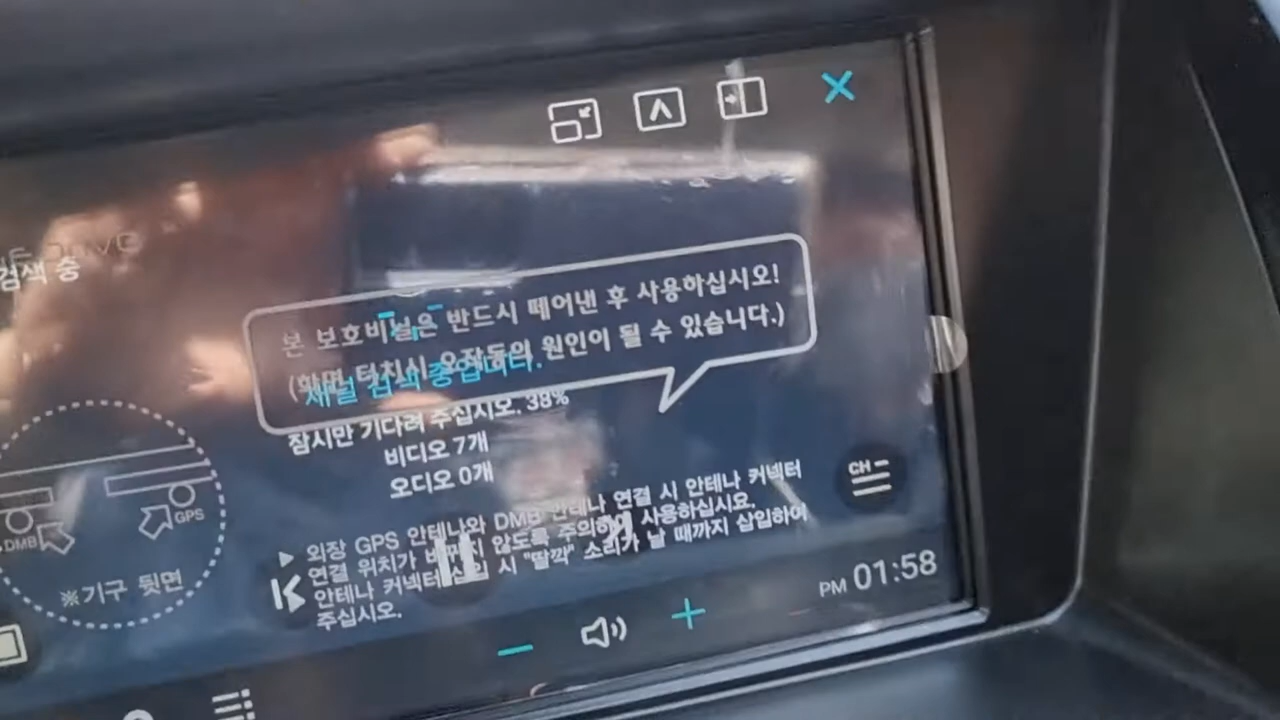 검색 중
본 보호비닐은 반드시 떼어낸 후 사용하십시오!
(화면 터치시 오작동의 원인이 될 수 있습니다.)
채널 검색 중입니다.
잠시만 기다려 주십시오. 38%
비디오 7개
오디오 0개
CH
▶ 외장 GPS 안테나와 DMB 안테나 연결 시 안테나 커넥터
연결 위치가 바뀌지 않도록 주의하여 사용하십시요.
안테나 커넥터 삽입 시 "딸깍" 소리가 날 때까지 삽입하여
주십시오.
GPS
DMB
※기구 뒷면
PM 01:58